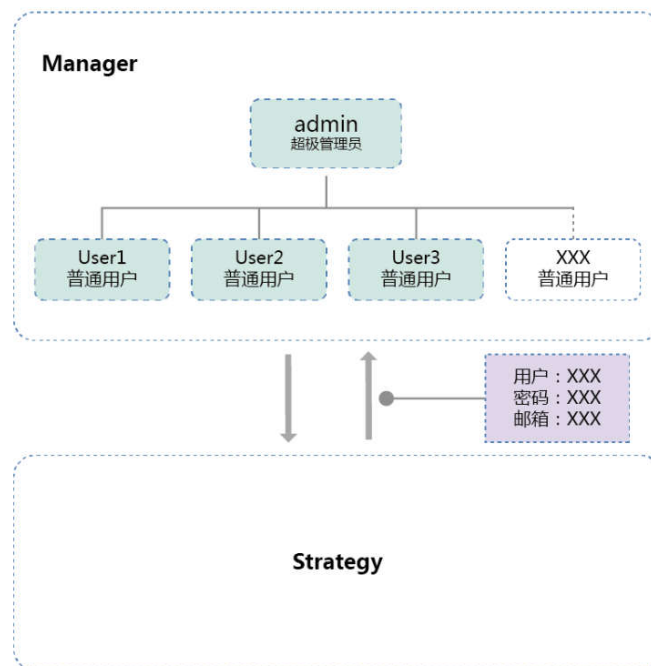 Manager
admin
超极管理员
User1
普通用户
User2
普通用户
User3
普通用户
XXX
普通用户
用户：XXX
密码：XXX
邮箱：XXX
Strategy